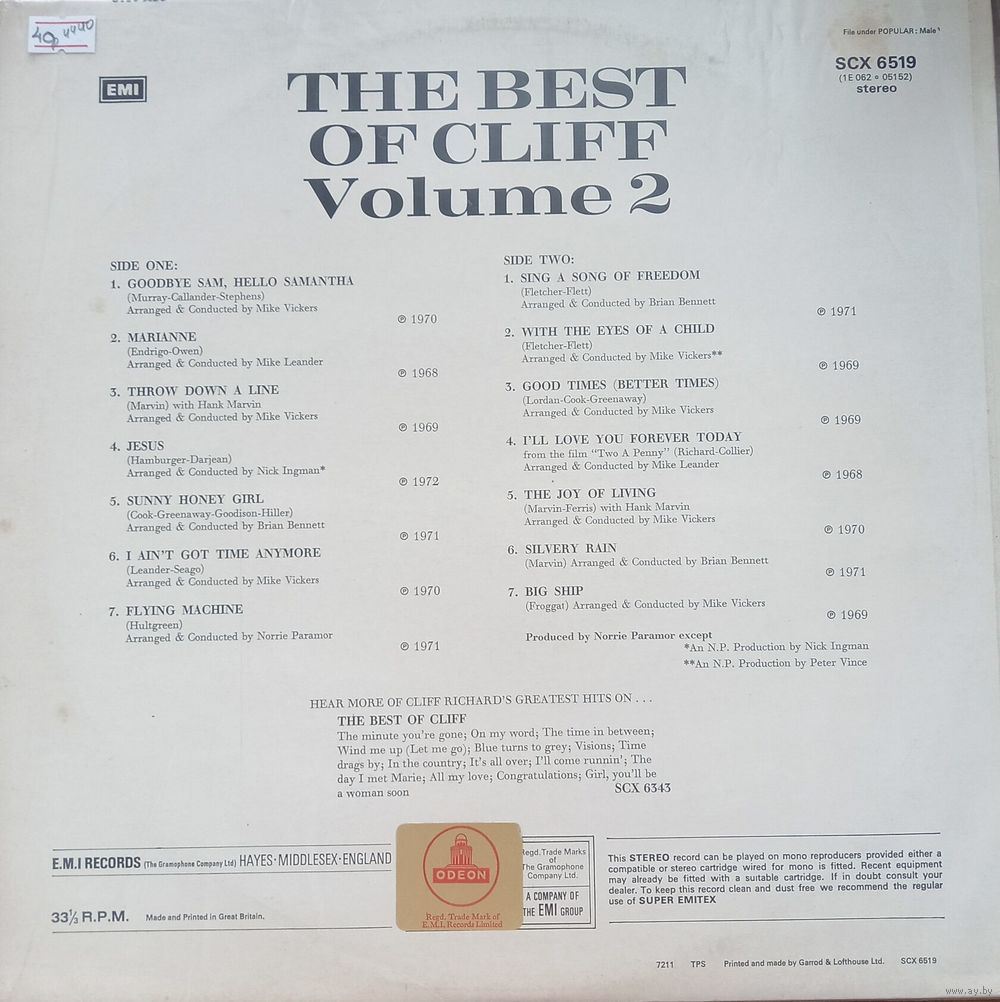 40р 4440
File under POPULAR : Male
EMI
SCX 6519
(1E 062 ∘ 05152)
stereo
THE BEST
OF CLIFF
Volume 2
SIDE ONE:
1. GOODBYE SAM, HELLO SAMANTHA
(Murray-Callander-Stephens)
Arranged & Conducted by Mike Vickers
℗ 1970
2. MARIANNE
(Endrigo-Owen)
Arranged & Conducted by Mike Leander
℗ 1968
3. THROW DOWN A LINE
(Marvin) with Hank Marvin
Arranged & Conducted by Mike Vickers
℗ 1969
4. JESUS
(Hamburger-Darjean)
Arranged & Conducted by Nick Ingman*
℗ 1972
5. SUNNY HONEY GIRL
(Cook-Greenaway-Goodison-Hiller)
Arranged & Conducted by Brian Bennett
℗ 1971
6. I AIN'T GOT TIME ANYMORE
(Leander-Seago)
Arranged & Conducted by Mike Vickers
℗ 1970
7. FLYING MACHINE
(Hultgreen)
Arranged & Conducted by Norrie Paramor
℗ 1971
SIDE TWO:
1. SING A SONG OF FREEDOM
(Fletcher-Flett)
Arranged & Conducted by Brian Bennett
℗ 1971
2. WITH THE EYES OF A CHILD
(Fletcher-Flett)
Arranged & Conducted by Mike Vickers**
℗ 1969
3. GOOD TIMES (BETTER TIMES)
(Lordan-Cook-Greenaway)
Arranged & Conducted by Mike Vickers
℗ 1969
4. I'LL LOVE YOU FOREVER TODAY
from the film "Two A Penny" (Richard-Collier)
Arranged & Conducted by Mike Leander
℗ 1968
5. THE JOY OF LIVING
(Marvin-Ferris) with Hank Marvin
Arranged & Conducted by Mike Vickers
℗ 1970
6. SILVERY RAIN
(Marvin) Arranged & Conducted by Brian Bennett
℗ 1971
7. BIG SHIP
(Froggat) Arranged & Conducted by Mike Vickers
℗ 1969
Produced by Norrie Paramor except
*An N.P. Production by Nick Ingman
**An N.P. Production by Peter Vince
HEAR MORE OF CLIFF RICHARD'S GREATEST HITS ON . . .
THE BEST OF CLIFF
The minute you're gone; On my word; The time in between;
Wind me up (Let me go); Blue turns to grey; Visions; Time
drags by; In the country; It's all over; I'll come runnin'; The
day I met Marie; All my love; Congratulations; Girl, you'll be
a woman soon SCX 6343
E.M.I RECORDS (The Gramophone Company Ltd) HAYES·MIDDLESEX·ENGLAND
33⅓ R.P.M. Made and Printed in Great Britain.
ODEON
Regd. Trade Mark of
E.M.I. Records Limited
Regd. Trade Marks
of
The Gramophone
Company Ltd.
A COMPANY OF
THE EMI GROUP
This STEREO record can be played on mono reproducers provided either a
compatible or stereo cartridge wired for mono is fitted. Recent equipment
may already be fitted with a suitable cartridge. If in doubt consult your
dealer. To keep this record clean and dust free we recommend the regular
use of SUPER EMITEX
7211 TPS Printed and made by Garrod & Lofthouse Ltd. SCX 6519
www.ay.by